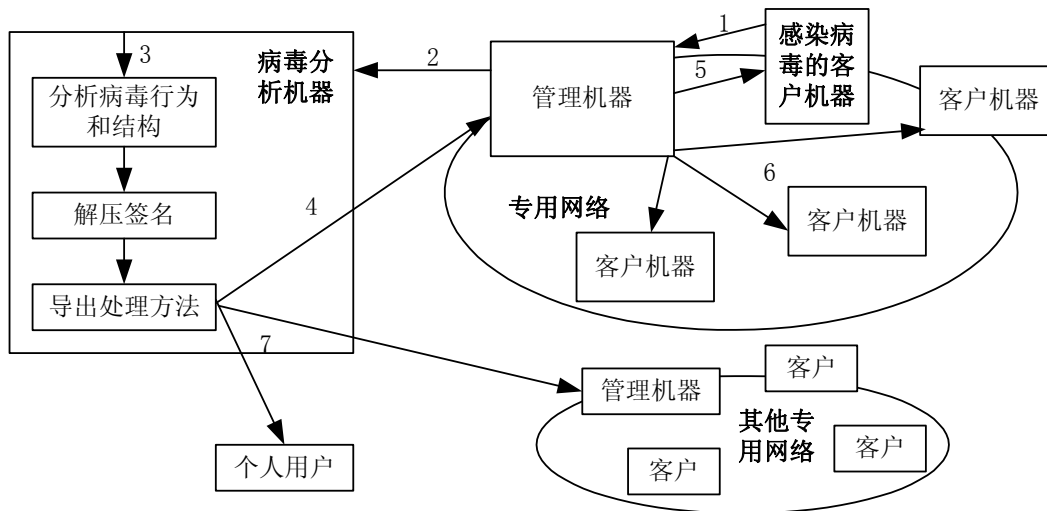 3
病毒分
析机器
分析病毒行为
和结构
解压签名
导出处理方法
2
4
7
管理机器
1
5
感染病
毒的客
户机器
客户机器
6
专用网络
客户机器
客户机器
个人用户
管理机器
客户
其他专
用网络
客户
客户